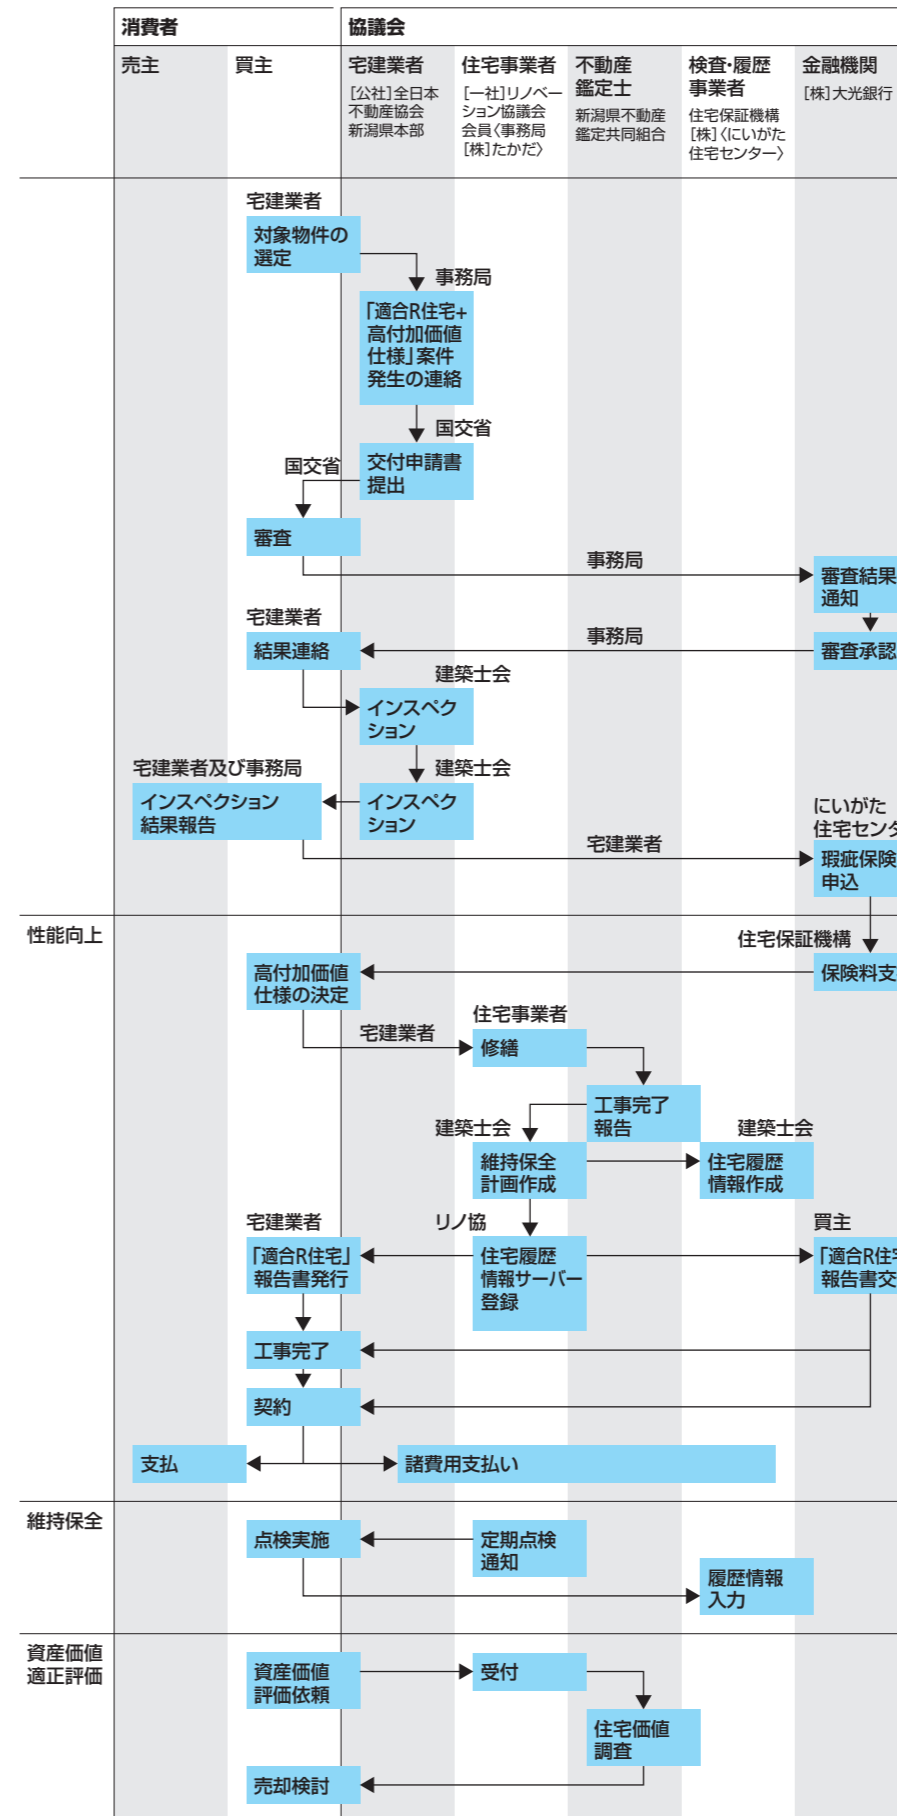 消費者
協議会
売主
買主
宅建業者
[公社]全日本
不動産協会
新潟県本部
住宅事業者
[一社]リノベー
ション協議会
会員〈事務局
[株]たかだ〉
不動産
鑑定士
新潟県不動産
鑑定共同組合
検査・履歴
事業者
住宅保証機構
[株]〈にいがた
住宅センター〉
金融機関
[株]大光銀行
宅建業者
対象物件の
選定
事務局
「適合R住宅+
高付加価値
仕様」案件
発生の連絡
国交省
交付申請書
提出
国交省
審査
事務局
審査結果
通知
宅建業者
結果連絡
事務局
審査承認
建築士会
インスペク
ション
建築士会
インスペク
ション
宅建業者及び事務局
インスペクション
結果報告
宅建業者
にいがた
住宅センタ
瑕疵保険
申込
性能向上
住宅保証機構
保険料支
高付加価値
仕様の決定
宅建業者
住宅事業者
修繕
工事完了
報告
建築士会
維持保全
計画作成
建築士会
住宅履歴
情報作成
宅建業者
「適合R住宅」
報告書発行
リノ協
住宅履歴
情報サーバー
登録
買主
「適合R住宅
報告書交
工事完了
契約
支払
諸費用支払い
維持保全
点検実施
定期点検
通知
履歴情報
入力
資産価値
適正評価
資産価値
評価依頼
受付
住宅価値
調査
売却検討